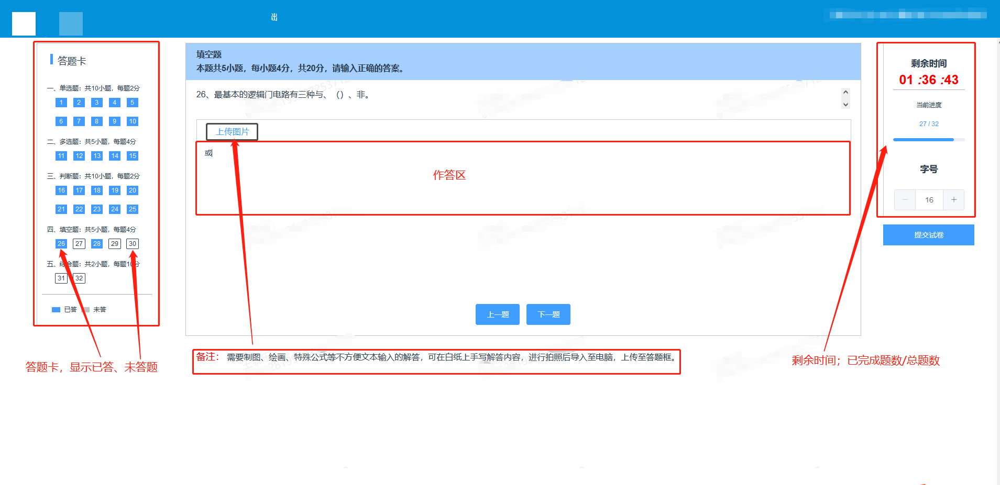 出
答题卡
一、单选题：共10小题，每题2分
1 2 3 4 5
6 7 8 9 10
二、多选题：共5小题，每题4分
11 12 13 14 15
三、判断题：共10小题，每题2分
16 17 18 19 20
21 22 23 24 25
四、填空题：共5小题，每题4分
26 27 28 29 30
五、综合题：共2小题，每题10分
31 32
已答 未答
答题卡，显示已答、未答题
填空题
本题共5小题，每小题4分，共20分，请输入正确的答案。
26、最基本的逻辑门电路有三种与、（）、非。
上传图片
或
作答区
上一题 下一题
备注： 需要制图、绘画、特殊公式等不方便文本输入的解答，可在白纸上手写解答内容，进行拍照后导入至电脑，上传至答题框。
剩余时间
01 :36 :43
当前进度
27 / 32
字号
− 16 +
提交试卷
剩余时间；已完成题数/总题数